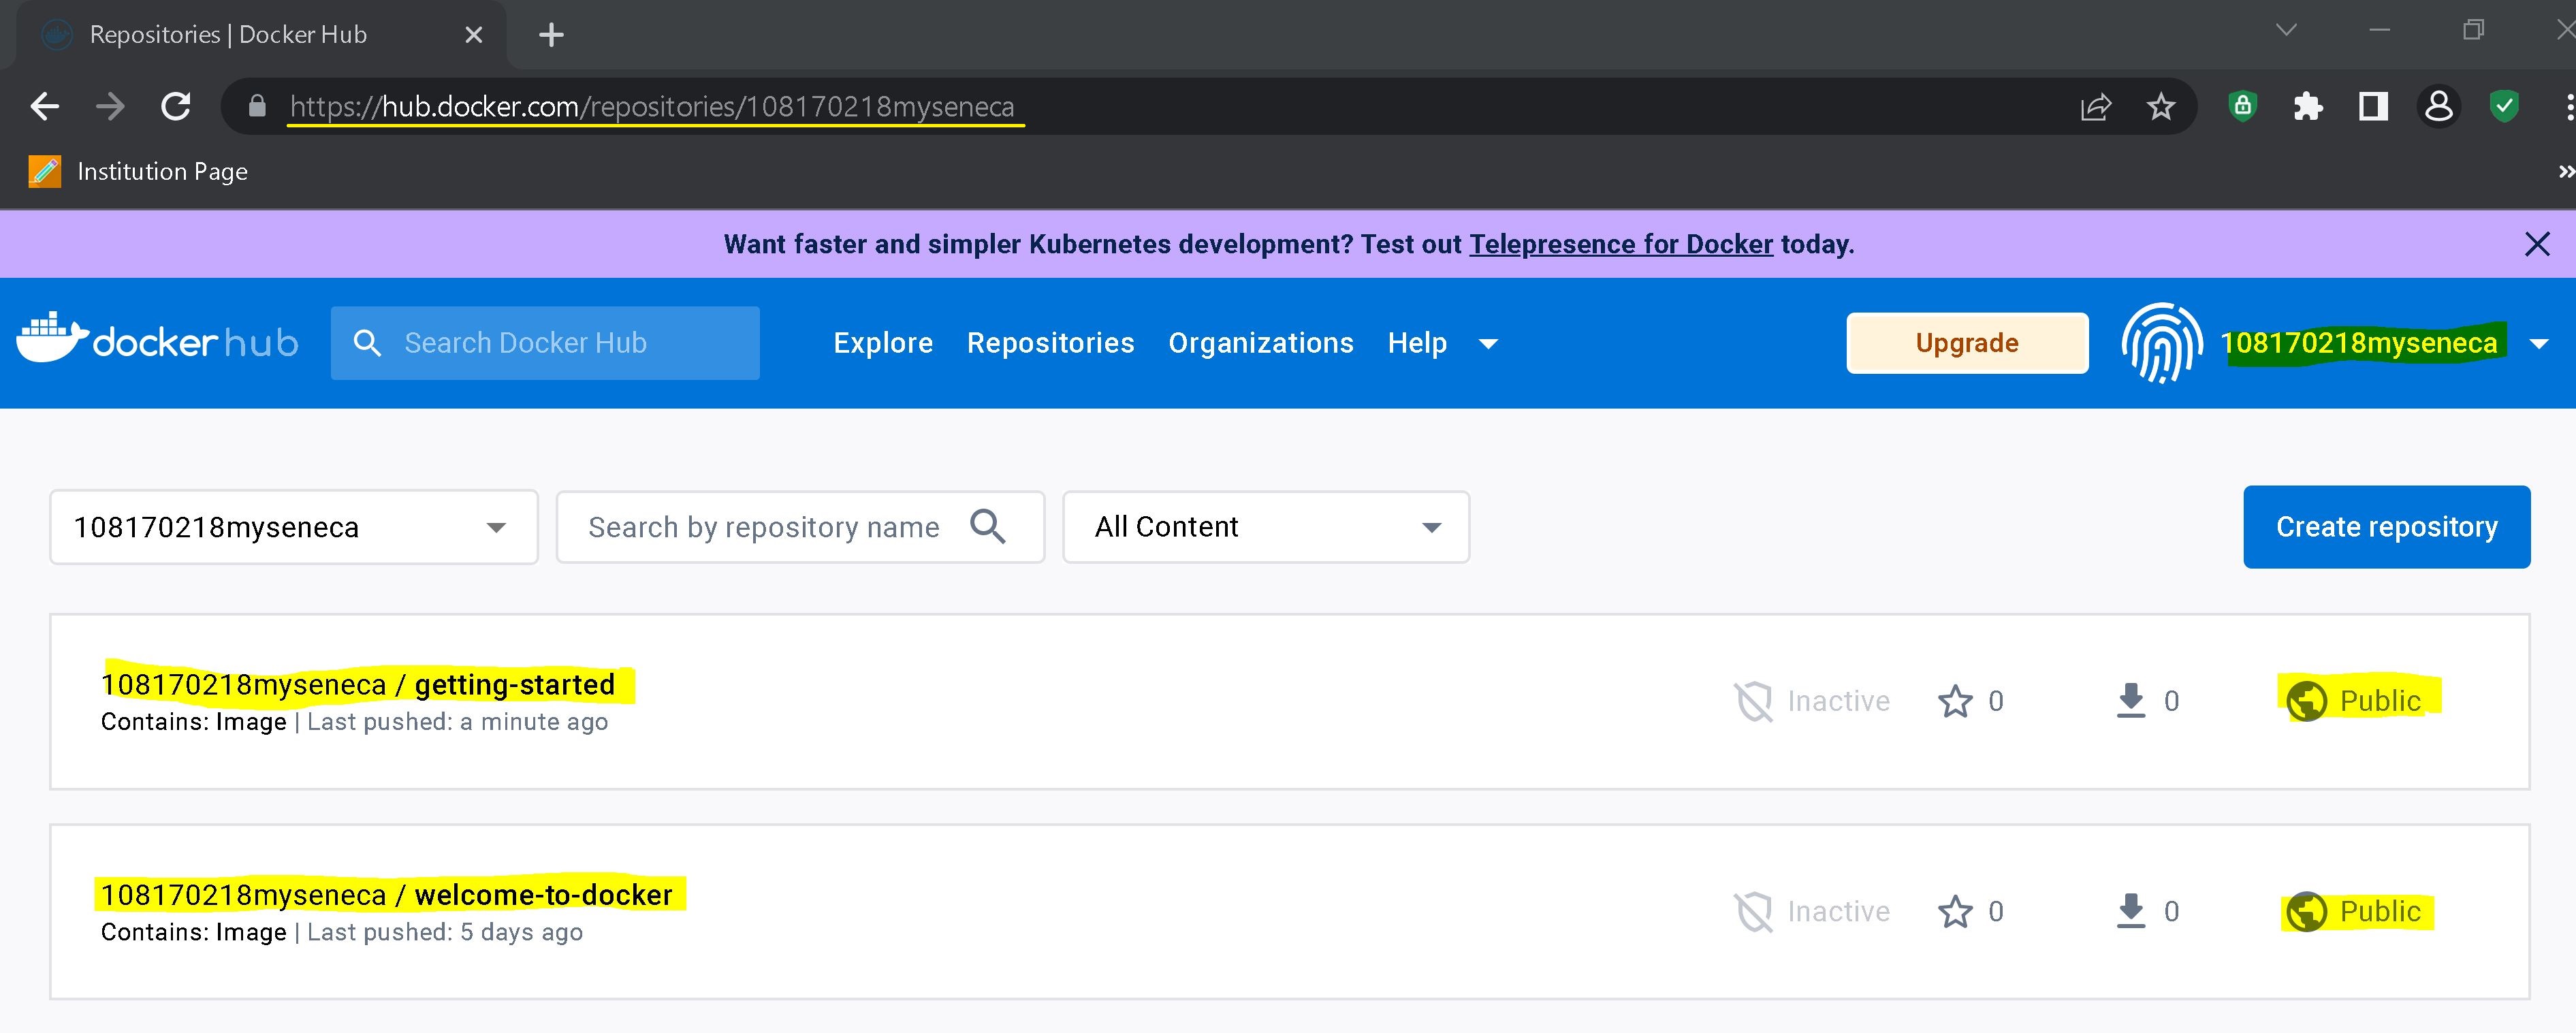 Repositories | Docker Hub
https://hub.docker.com/repositories/108170218myseneca
Institution Page
Want faster and simpler Kubernetes development? Test out Telepresence for Docker today.
dockerhub
Search Docker Hub
Explore
Repositories
Organizations
Help
Upgrade
108170218myseneca
108170218myseneca
Search by repository name
All Content
Create repository
108170218myseneca / getting-started
Contains: Image | Last pushed: a minute ago
Inactive
0
0
Public
108170218myseneca / welcome-to-docker
Contains: Image | Last pushed: 5 days ago
Inactive
0
0
Public